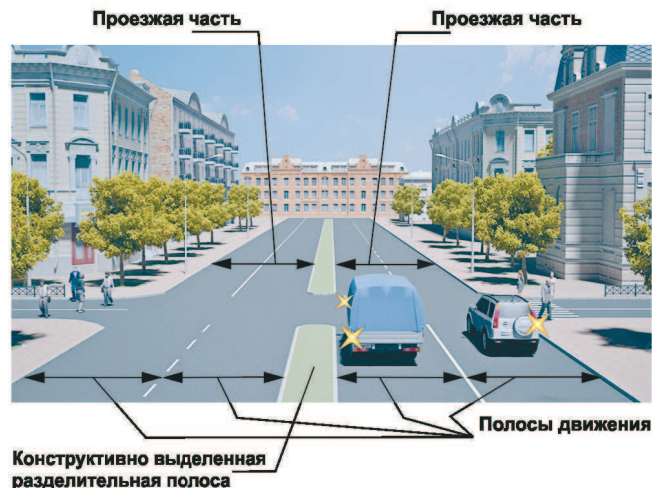 Проезжая часть
Проезжая часть
Полосы движения
Конструктивно выделенная
разделительная полоса